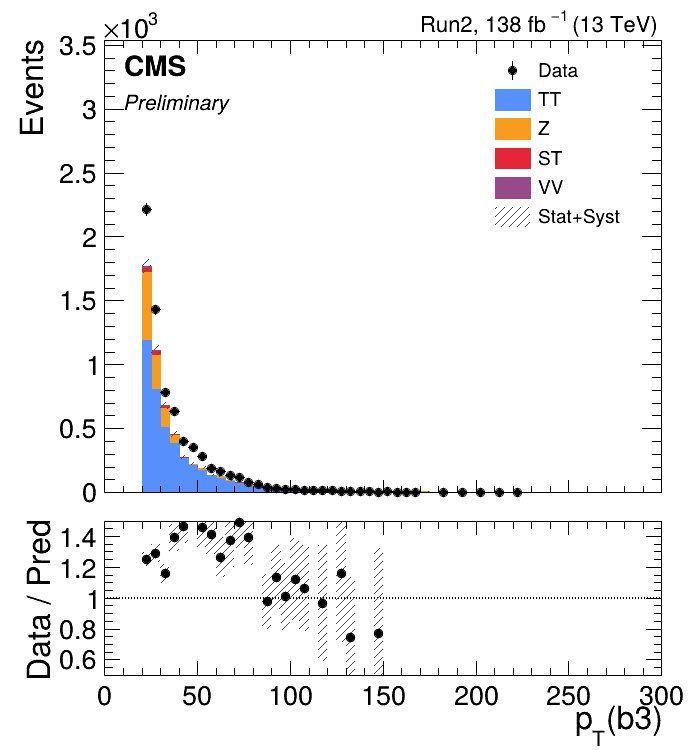 ×10³
Run2, 138 fb⁻¹ (13 TeV)
Events
3.5
3
2.5
2
1.5
1
0.5
0
CMS
Preliminary
Data
TT
Z
ST
VV
Stat+Syst
Data / Pred
1.4
1.2
1
0.8
0.6
0 50 100 150 200 250 300
p_T(b3)